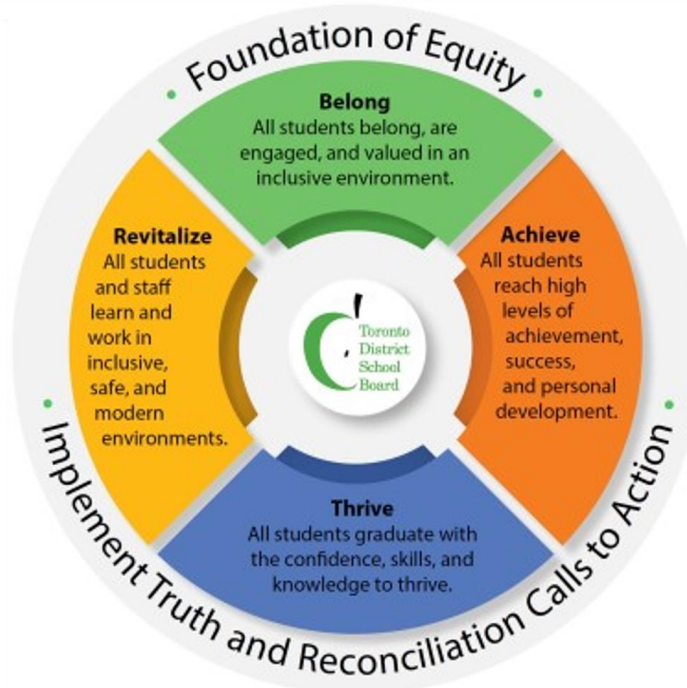 Foundation of Equity
Belong
All students belong, are
engaged, and valued in an
inclusive environment.
Revitalize
All students
and staff
learn and
work in
inclusive,
safe, and
modern
environments.
Toronto
District
School
Board
Achieve
All students
reach high
levels of
achievement,
success,
and personal
development.
Thrive
All students graduate with
the confidence, skills, and
knowledge to thrive.
Implement Truth and Reconciliation Calls to Action